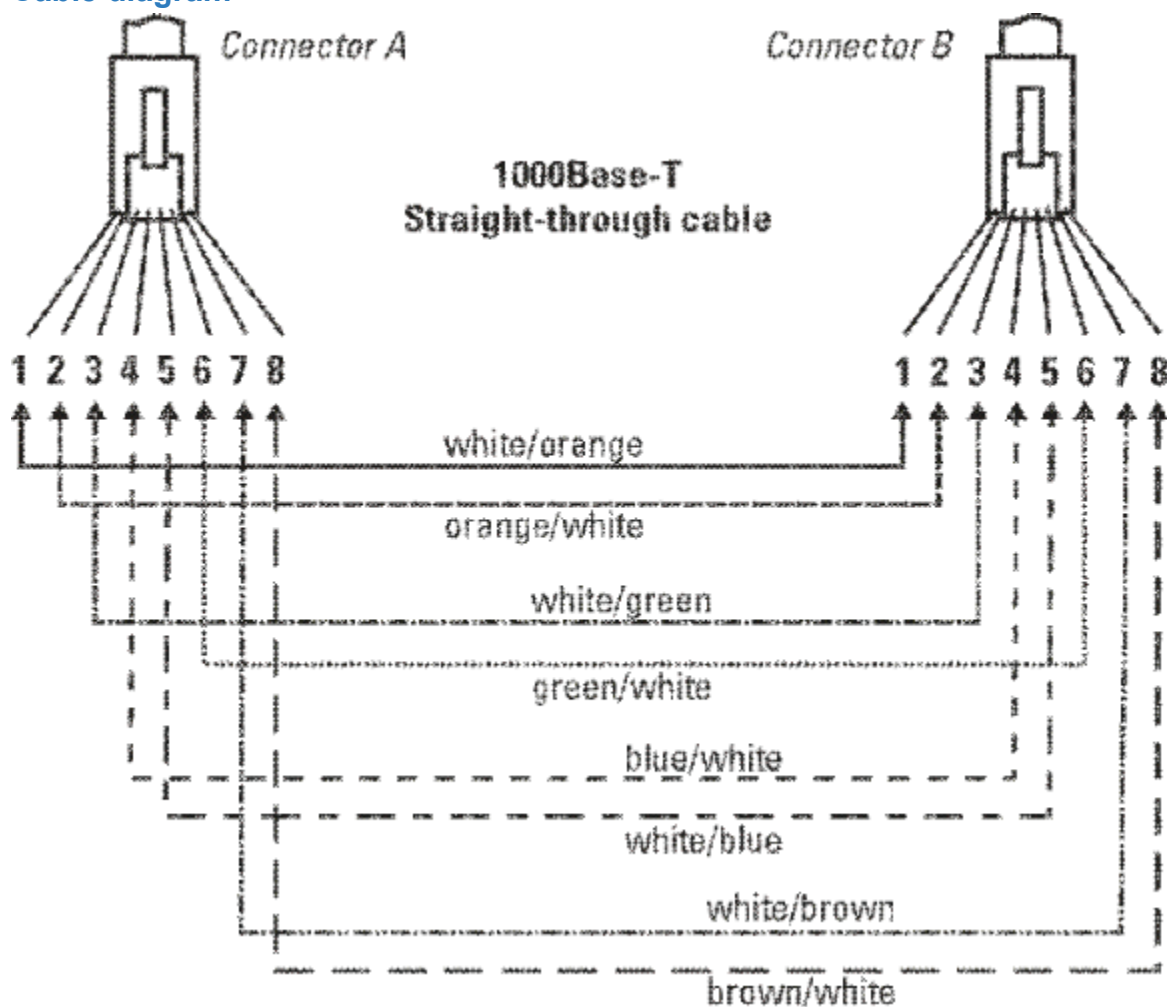 Cable diagram
Connector A
Connector B
1000Base-T
Straight-through cable
1 2 3 4 5 6 7 8
1 2 3 4 5 6 7 8
white/orange
orange/white
white/green
green/white
blue/white
white/blue
white/brown
brown/white